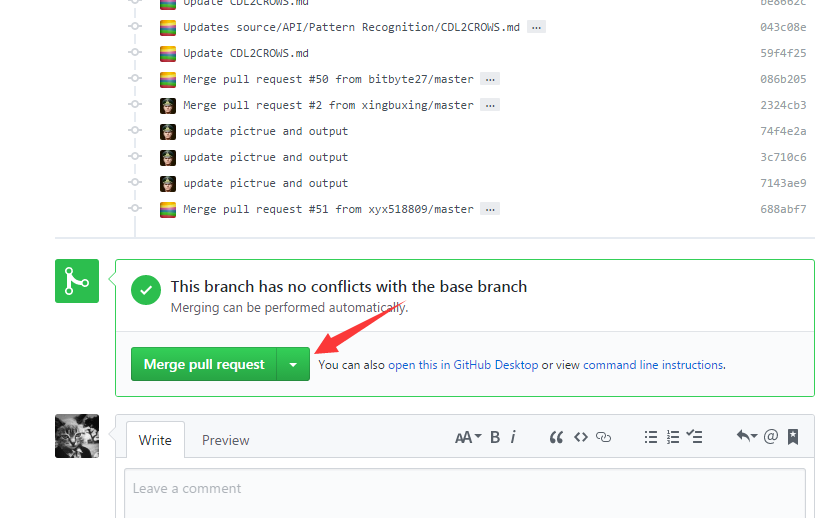 Update CDL2CROWS.md be8662c
Updates source/API/Pattern Recognition/CDL2CROWS.md ... 043c08e
Update CDL2CROWS.md 59f4f25
Merge pull request #50 from bitbyte27/master ... 086b205
Merge pull request #2 from xingbuxing/master ... 2324cb3
update pictrue and output 74f4e2a
update pictrue and output 3c710c6
update pictrue and output 7143ae9
Merge pull request #51 from xyx518809/master ... 688abf7
This branch has no conflicts with the base branch
Merging can be performed automatically.
Merge pull request You can also open this in GitHub Desktop or view command line instructions.
Write Preview AA B i
Leave a comment